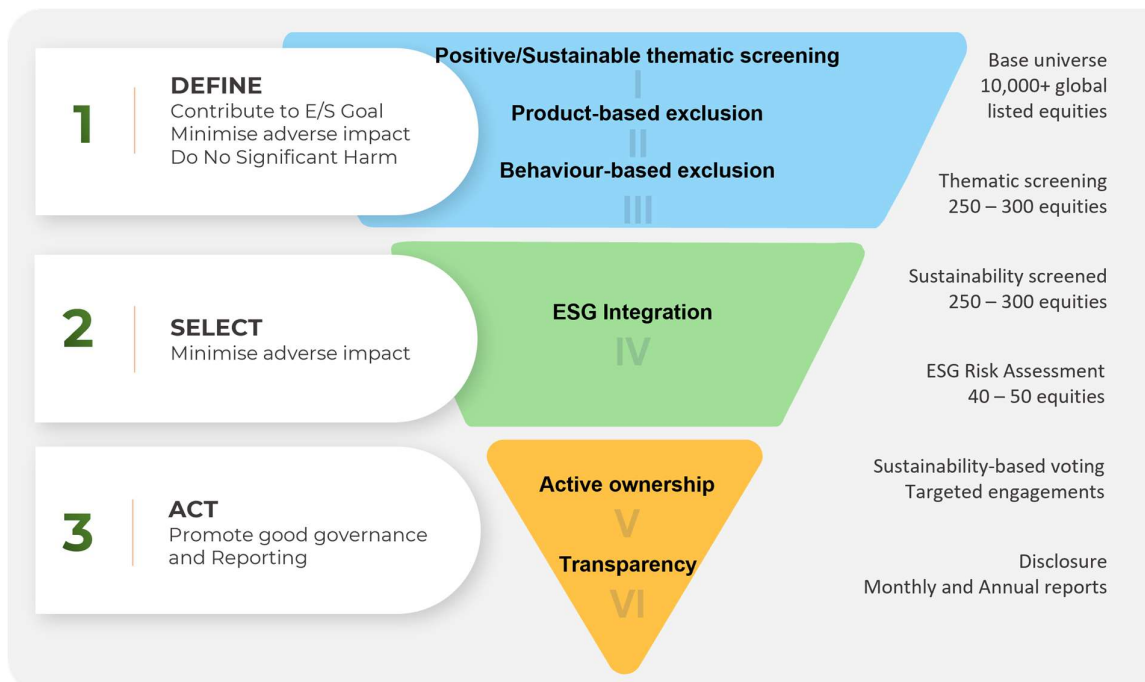 1
DEFINE
Contribute to E/S Goal
Minimise adverse impact
Do No Significant Harm
Positive/Sustainable thematic screening
I
Product-based exclusion
II
Behaviour-based exclusion
III
Base universe
10,000+ global
listed equities
Thematic screening
250 – 300 equities
2
SELECT
Minimise adverse impact
ESG Integration
IV
Sustainability screened
250 – 300 equities
ESG Risk Assessment
40 – 50 equities
3
ACT
Promote good governance
and Reporting
Active ownership
V
Transparency
VI
Sustainability-based voting
Targeted engagements
Disclosure
Monthly and Annual reports